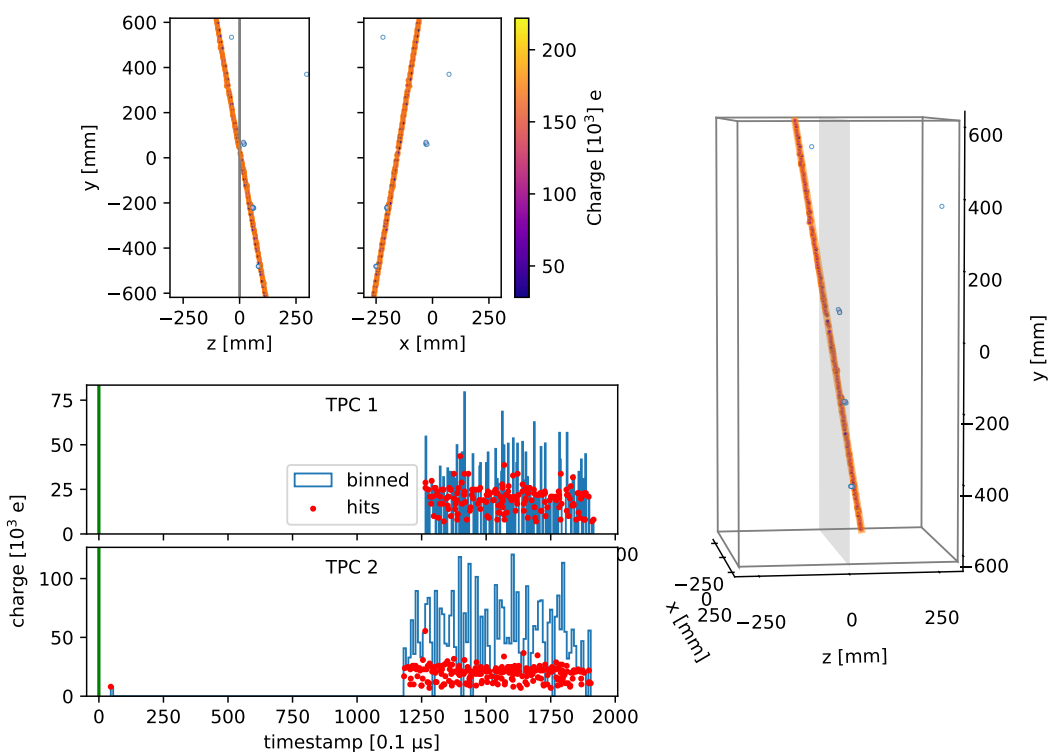 600
400
200
0
−200
−400
−600
y [mm]
−250 0 250
z [mm]
−250 0 250
x [mm]
200
150
100
50
Charge [10³] e
75
50
25
0
TPC 1
binned
hits
00
100
50
0
TPC 2
charge [10³ e]
0 250 500 750 1000 1250 1500 1750 2000
timestamp [0.1 µs]
600
400
200
0
−200
−400
−600
y [mm]
−250
0
250
x [mm]
−250 0 250
z [mm]